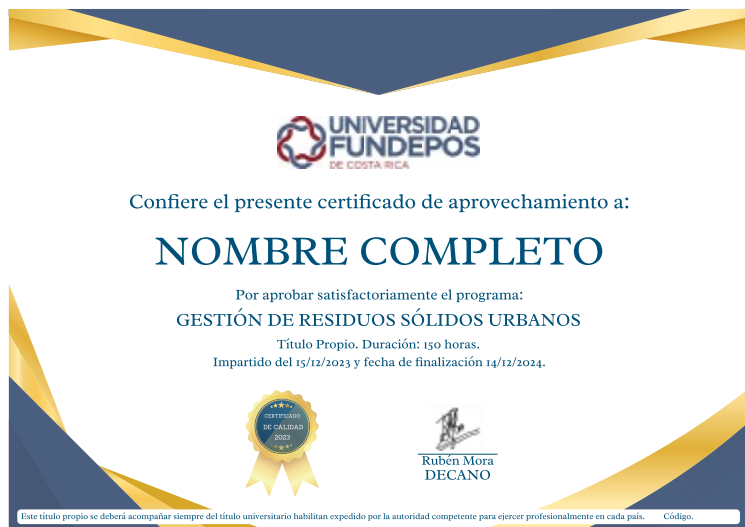 UNIVERSIDAD
FUNDEPOS
DE COSTA RICA
Confiere el presente certificado de aprovechamiento a:
NOMBRE COMPLETO
Por aprobar satisfactoriamente el programa:
GESTIÓN DE RESIDUOS SÓLIDOS URBANOS
Título Propio. Duración: 150 horas.
Impartido del 15/12/2023 y fecha de finalización 14/12/2024.
CERTIFICADO
DE CALIDAD
2023
Rubén Mora
DECANO
Este título propio se deberá acompañar siempre del título universitario habilitan expedido por la autoridad competente para ejercer profesionalmente en cada país. Código.